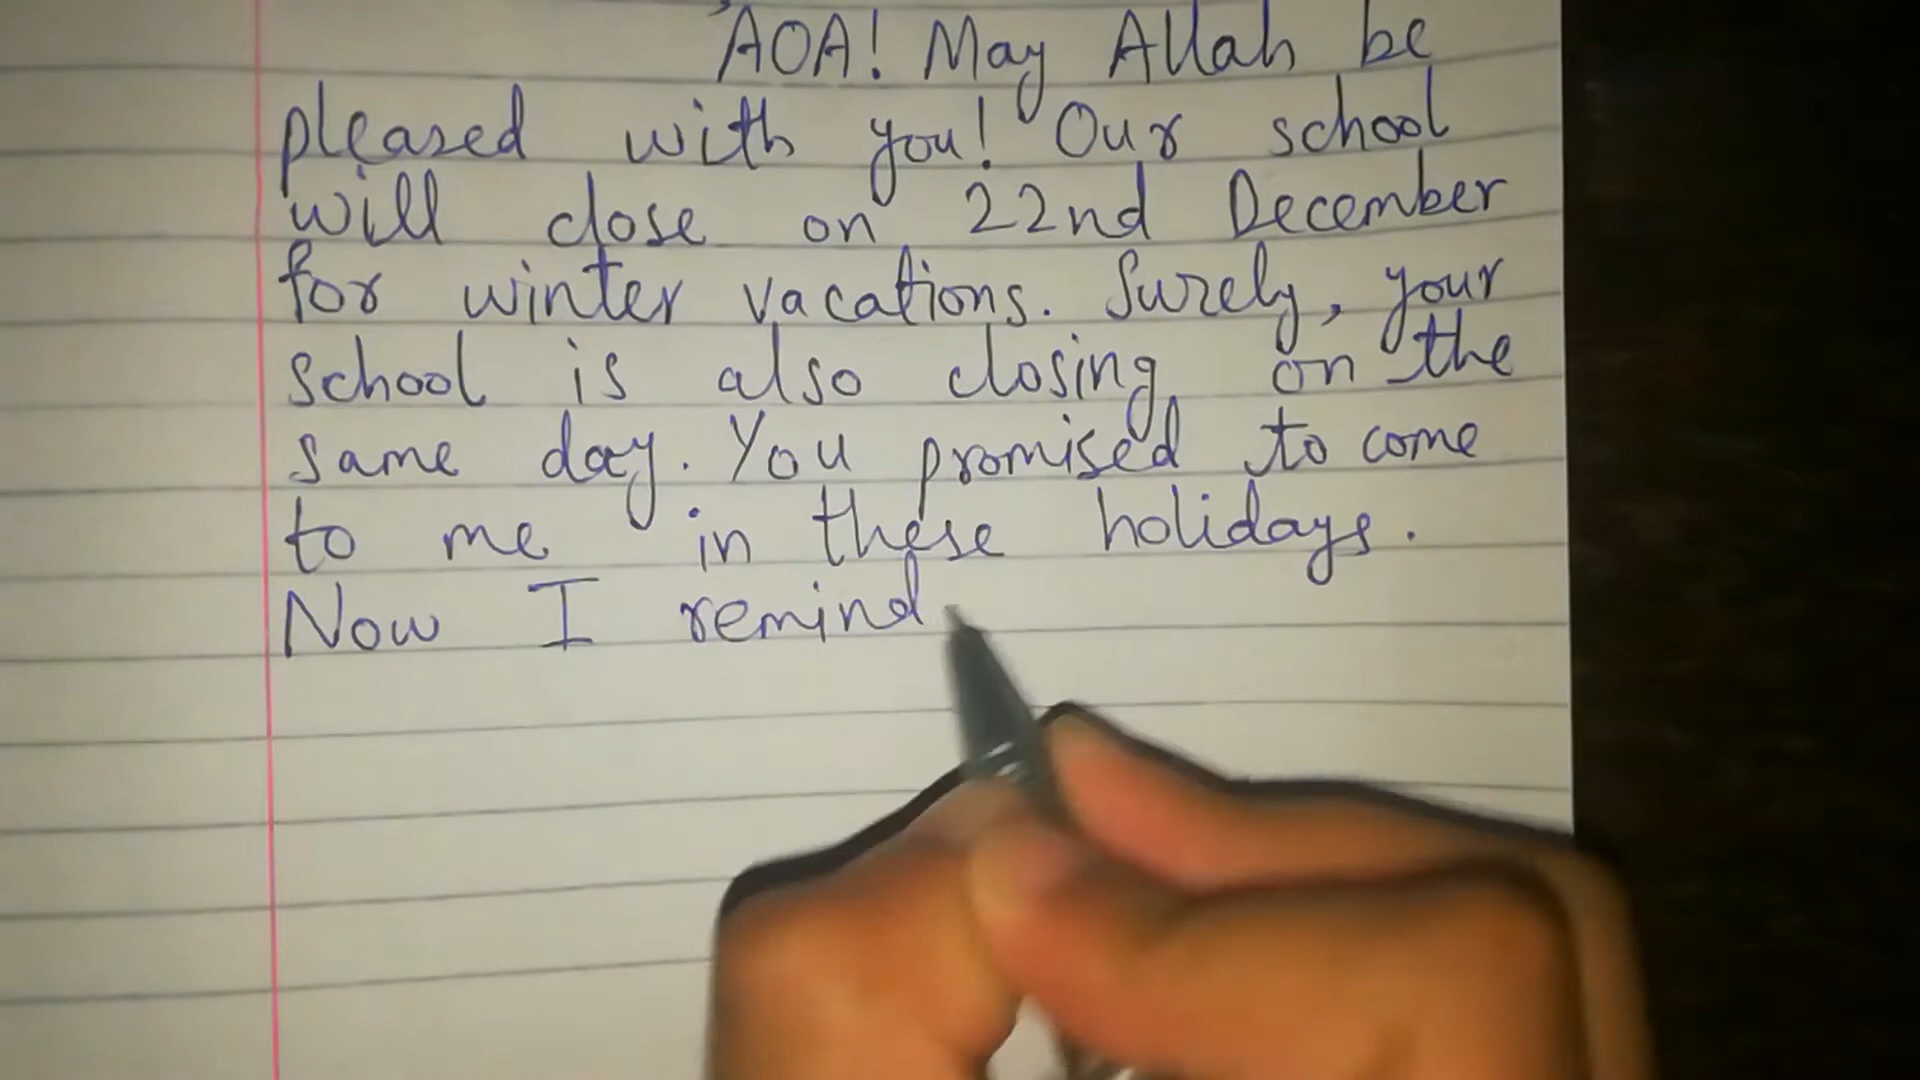 AOA! May Allah be
pleased with you! Our school
will close on 22nd December
for winter vacations. Surely, your
school is also closing on the
same day. You promised to come
to me in these holidays.
Now I remind